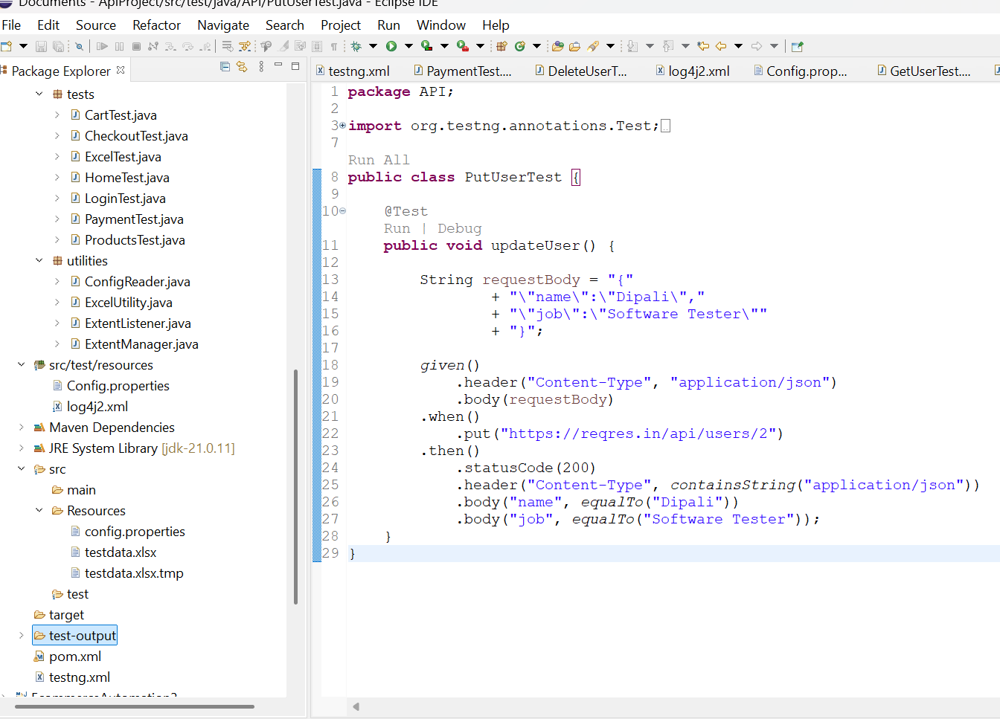 Documents - ApiProject/src/test/java/API/PutUserTest.java - Eclipse IDE
File Edit Source Refactor Navigate Search Project Run Window Help
Package Explorer
tests
CartTest.java
CheckoutTest.java
ExcelTest.java
HomeTest.java
LoginTest.java
PaymentTest.java
ProductsTest.java
utilities
ConfigReader.java
ExcelUtility.java
ExtentListener.java
ExtentManager.java
src/test/resources
Config.properties
log4j2.xml
Maven Dependencies
JRE System Library [jdk-21.0.11]
src
main
Resources
config.properties
testdata.xlsx
testdata.xlsx.tmp
test
target
test-output
pom.xml
testng.xml
EcommerceAutomation2
testng.xml PaymentTest.... DeleteUserT... log4j2.xml Config.prop... GetUserTest....
1 package API;
2
3 import org.testng.annotations.Test;
7
Run All
8 public class PutUserTest {
9
10 @Test
Run | Debug
11 public void updateUser() {
12
13 String requestBody = "{"
14 + "\"name\":\"Dipali\","
15 + "\"job\":\"Software Tester\""
16 + "}";
17
18 given()
19 .header("Content-Type", "application/json")
20 .body(requestBody)
21 .when()
22 .put("https://reqres.in/api/users/2")
23 .then()
24 .statusCode(200)
25 .header("Content-Type", containsString("application/json"))
26 .body("name", equalTo("Dipali"))
27 .body("job", equalTo("Software Tester"));
28 }
29 }